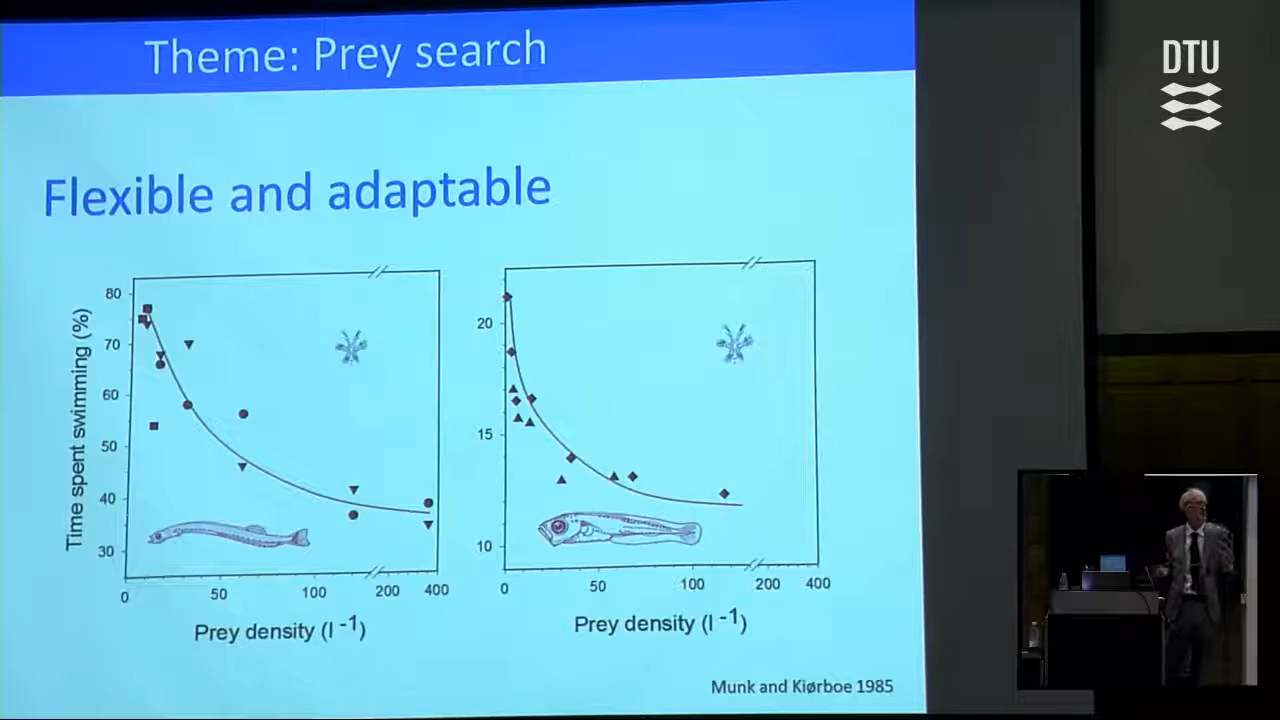 Theme: Prey search
DTU
Flexible and adaptable
Time spent swimming (%)
80
70
60
50
40
30
0
50
100
200
400
Prey density (l -1)
20
15
10
0
50
100
200
400
Prey density (l -1)
Munk and Kiørboe 1985